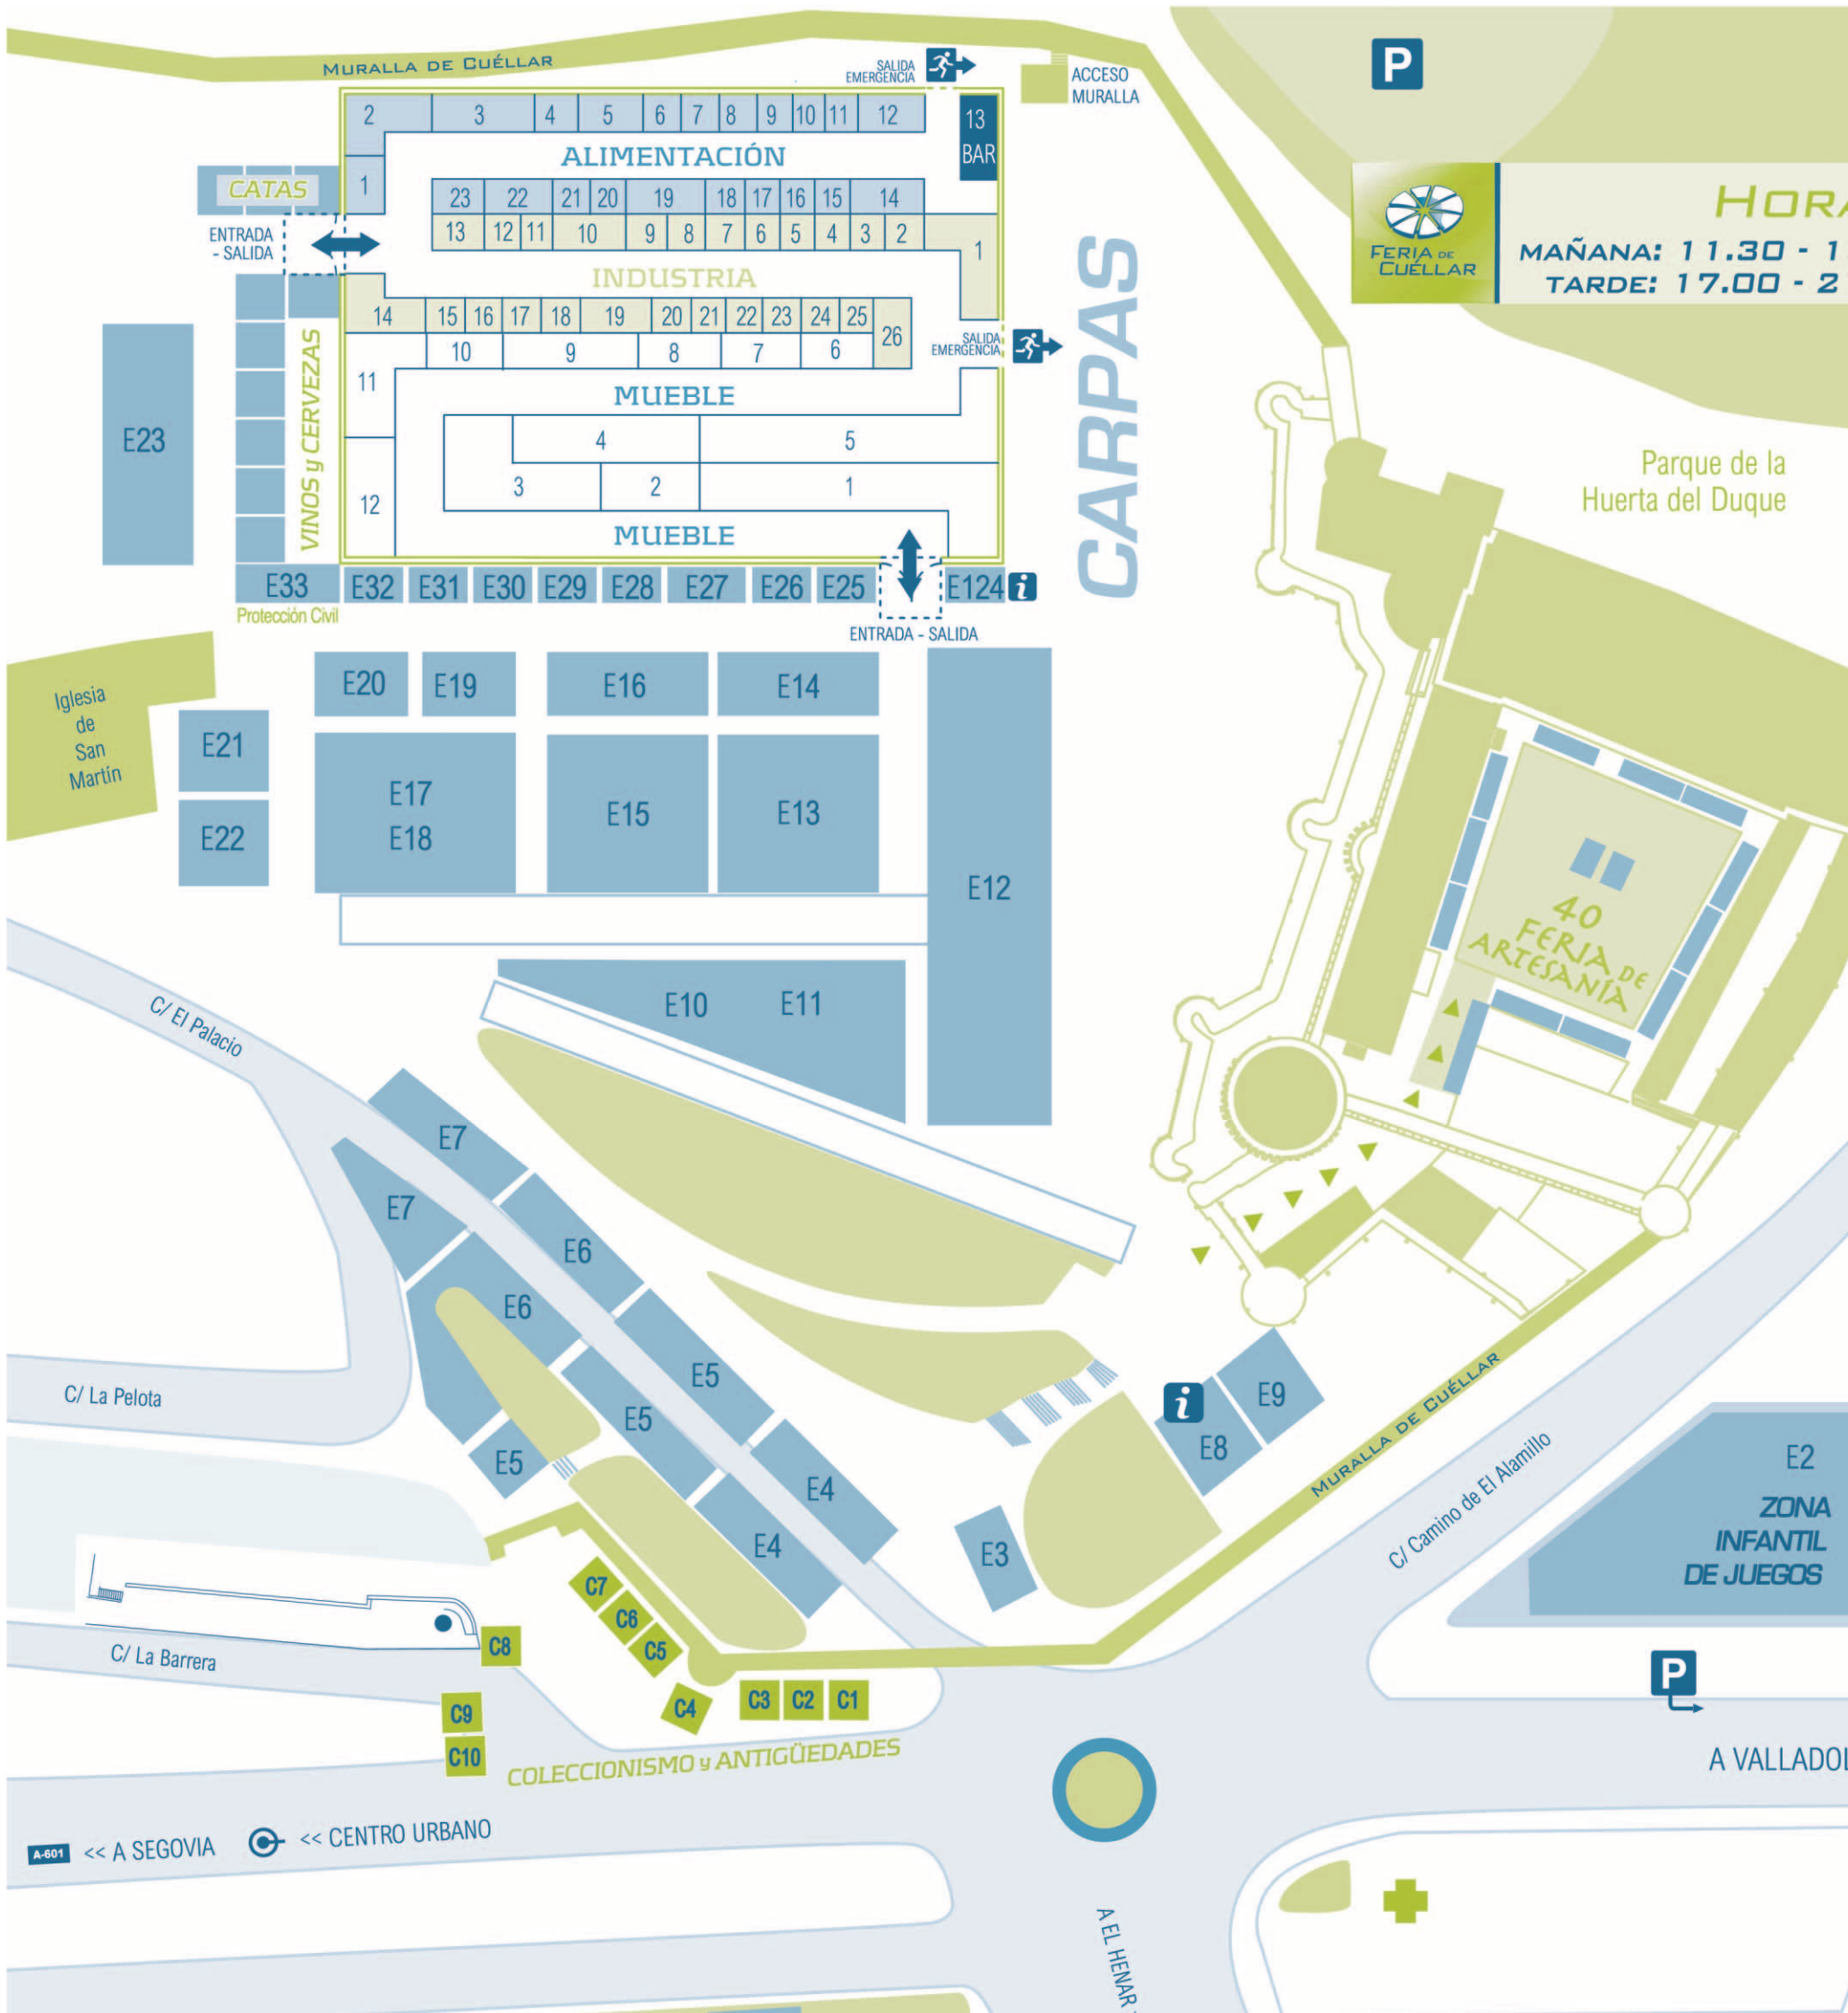 MURALLA DE CUÉLLAR
SALIDA
EMERGENCIA
ACCESO
MURALLA
P
2 3 4 5 6 7 8 9 10 11 12
13
BAR
ALIMENTACIÓN
1
CATAS
23 22 21 20 19 18 17 16 15 14
13 12 11 10 9 8 7 6 5 4 3 2
1
ENTRADA
- SALIDA
INDUSTRIA
14 15 16 17 18 19 20 21 22 23 24 25
26
10 9 8 7 6
SALIDA
EMERGENCIA
11
MUEBLE
4 5
3 2 1
12
MUEBLE
VINOS y CERVEZAS
CARPAS
FERIA DE
CUÉLLAR
HORA
MAÑANA: 11.30 - 1
TARDE: 17.00 - 2
Parque de la
Huerta del Duque
E23
E33 E32 E31 E30 E29 E28 E27 E26 E25 E124 i
Protección Civil
ENTRADA - SALIDA
Iglesia
de
San
Martín
E20 E19 E16 E14
E21
E22
E17
E18
E15 E13
E12
E10 E11
40
FERIA DE
ARTESANÍA
C/ El Palacio
E7
E7
E6
E6
E5
E5
E5
E4
E4
C/ La Pelota
i
E8
E9
E3
MURALLA DE CUÉLLAR
C/ Camino de El Alamillo
E2
ZONA
INFANTIL
DE JUEGOS
C7
C6
C5
C4
C3 C2 C1
C8
C9
C10
C/ La Barrera
COLECCIONISMO y ANTIGÜEDADES
P
A VALLADOL
A-601 << A SEGOVIA << CENTRO URBANO
A EL HENAR